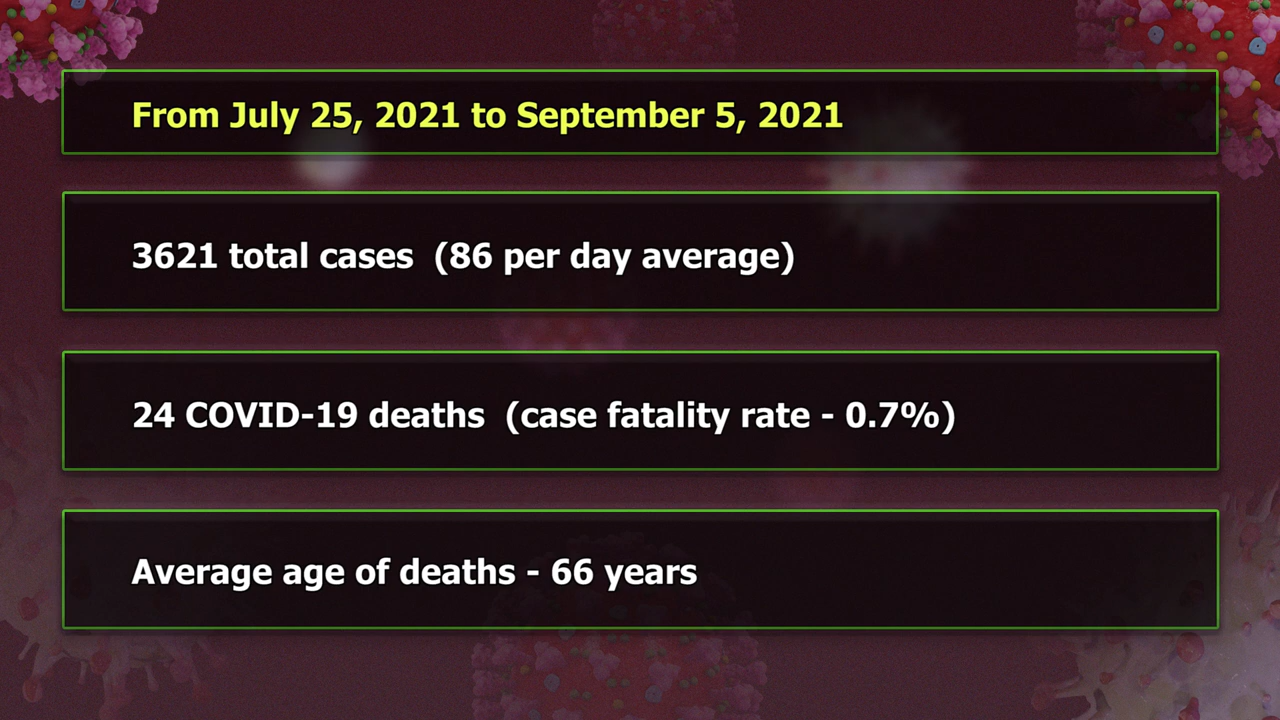 From July 25, 2021 to September 5, 2021
3621 total cases (86 per day average)
24 COVID-19 deaths (case fatality rate - 0.7%)
Average age of deaths - 66 years